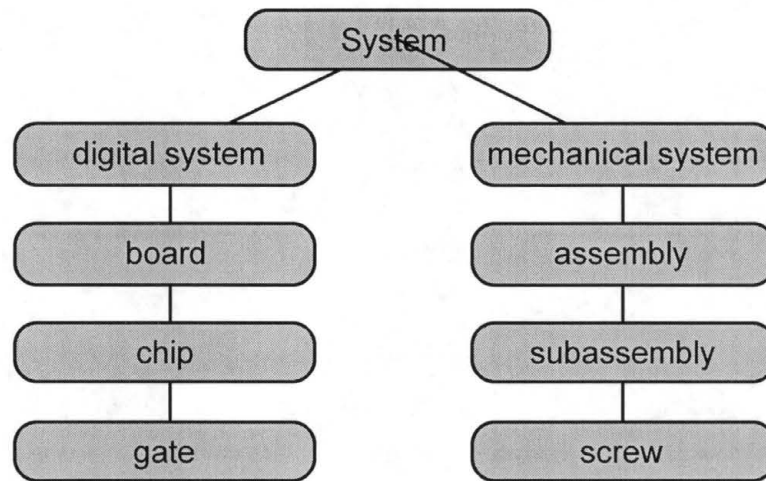 System
digital system
mechanical system
board
assembly
chip
subassembly
gate
screw